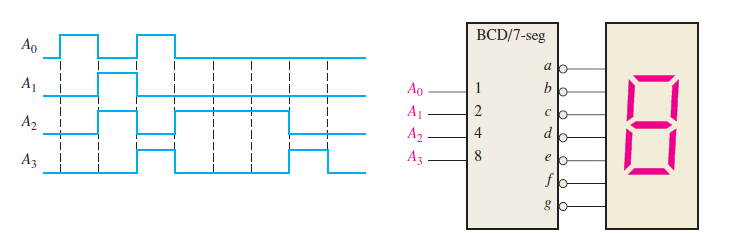 A₀
A₁
A₂
A₃
BCD/7-seg
A₀ 1
A₁ 2
A₂ 4
A₃ 8
a
b
c
d
e
f
g